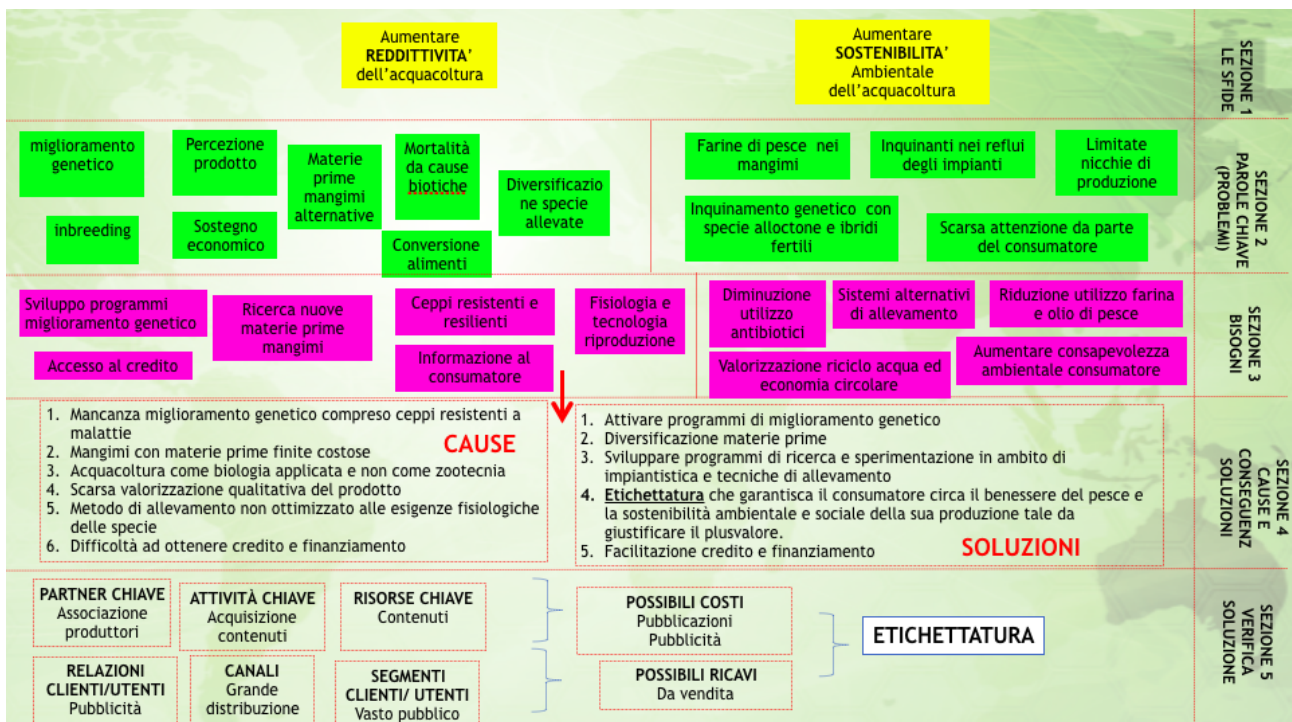 Aumentare
REDDITTIVITA'
dell'acquacoltura
Aumentare
SOSTENIBILITA'
Ambientale
dell'acquacoltura
SEZIONE 1
LE SFIDE
miglioramento
genetico
Percezione
prodotto
Materie
prime
mangimi
alternative
Mortalità
da cause
biotiche
Diversificazio
ne specie
allevate
inbreeding
Sostegno
economico
Conversione
alimenti
Farine di pesce nei
mangimi
Inquinanti nei reflui
degli impianti
Limitate
nicchie di
produzione
Inquinamento genetico con
specie alloctone e ibridi
fertili
Scarsa attenzione da parte
del consumatore
SEZIONE 2
PAROLE CHIAVE
(PROBLEMI)
Sviluppo programmi
miglioramento genetico
Ricerca nuove
materie prime
mangimi
Ceppi resistenti e
resilienti
Fisiologia e
tecnologia
riproduzione
Accesso al credito
Informazione al
consumatore
Diminuzione
utilizzo
antibiotici
Sistemi alternativi
di allevamento
Riduzione utilizzo farina
e olio di pesce
Valorizzazione riciclo acqua ed
economia circolare
Aumentare consapevolezza
ambientale consumatore
SEZIONE 3
BISOGNI
1. Mancanza miglioramento genetico compreso ceppi resistenti a
malattie
2. Mangimi con materie prime finite costose
3. Acquacoltura come biologia applicata e non come zootecnia
4. Scarsa valorizzazione qualitativa del prodotto
5. Metodo di allevamento non ottimizzato alle esigenze fisiologiche
delle specie
6. Difficoltà ad ottenere credito e finanziamento
CAUSE
1. Attivare programmi di miglioramento genetico
2. Diversificazione materie prime
3. Sviluppare programmi di ricerca e sperimentazione in ambito di
impiantistica e tecniche di allevamento
4. Etichettatura che garantisca il consumatore circa il benessere del pesce e
la sostenibilità ambientale e sociale della sua produzione tale da
giustificare il plusvalore.
5. Facilitazione credito e finanziamento
SOLUZIONI
SEZIONE 4
CAUSE E
CONSEGUENZ
SOLUZIONI
PARTNER CHIAVE
Associazione
produttori
ATTIVITÀ CHIAVE
Acquisizione
contenuti
RISORSE CHIAVE
Contenuti
RELAZIONI
CLIENTI/UTENTI
Pubblicità
CANALI
Grande
distribuzione
SEGMENTI
CLIENTI/ UTENTI
Vasto pubblico
POSSIBILI COSTI
Pubblicazioni
Pubblicità
POSSIBILI RICAVI
Da vendita
ETICHETTATURA
SEZIONE 5
VERIFICA
SOLUZIONE